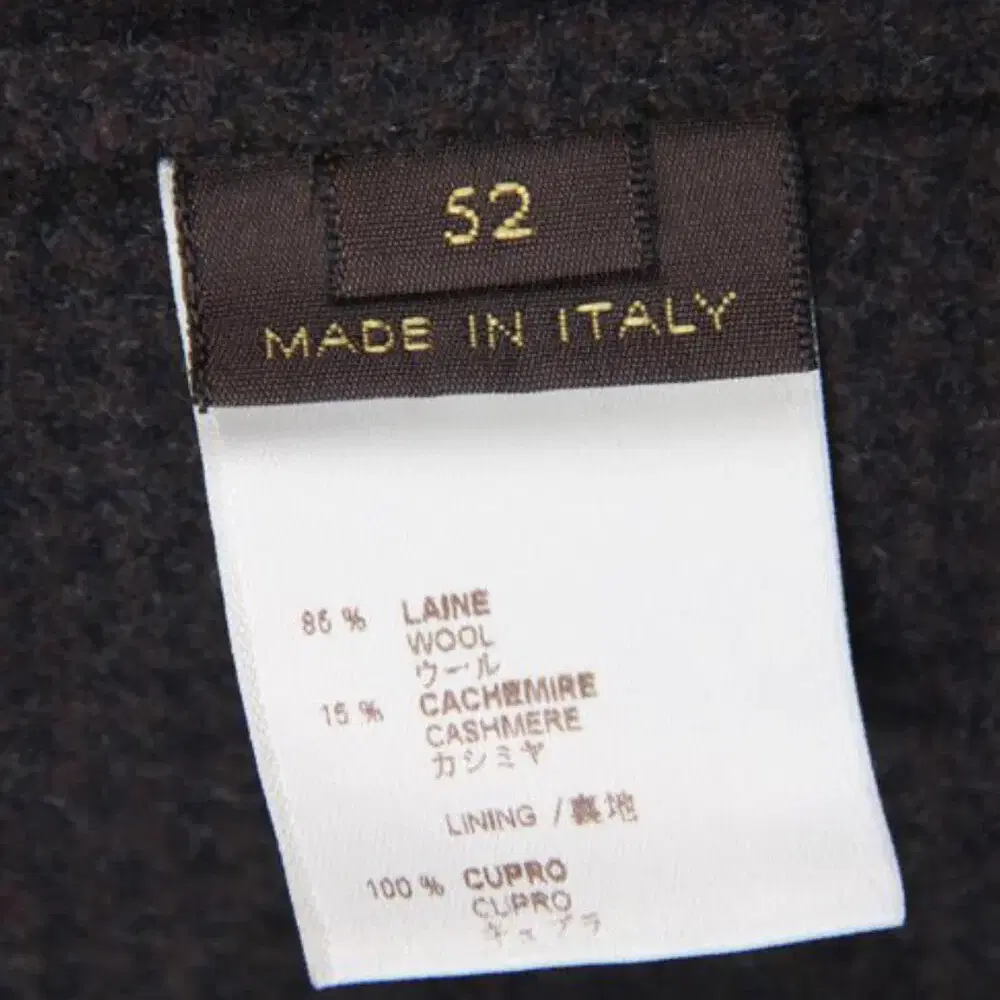 52
MADE IN ITALY
85 % LAINE
WOOL
ウール
15 % CACHEMIRE
CASHMERE
カシミヤ
LINING / 裏地
100 % CUPRO
CUPRO
キュプラ